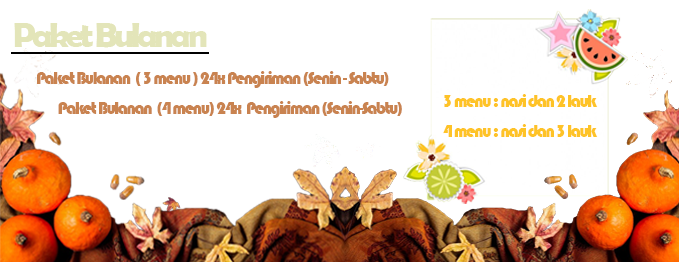 Paket Bulanan
Paket Bulanan ( 3 menu ) 24x Pengiriman (Senin - Sabtu)
Paket Bulanan (4 menu) 24x Pengiriman (Senin-Sabtu)
3 menu : nasi dan 2 lauk
4 menu : nasi dan 3 lauk